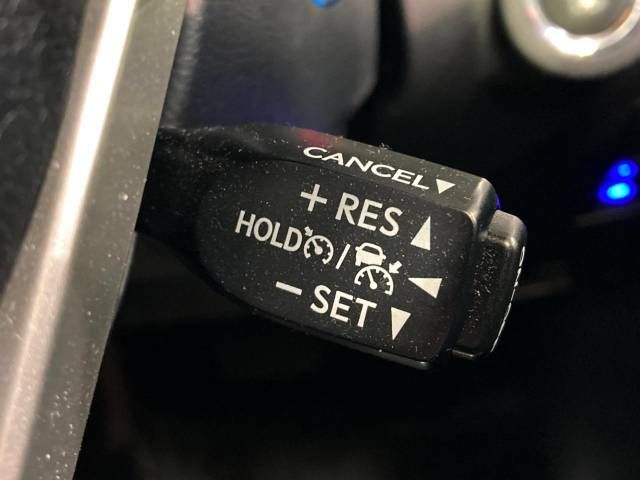 CANCEL
+ RES
HOLD /
- SET